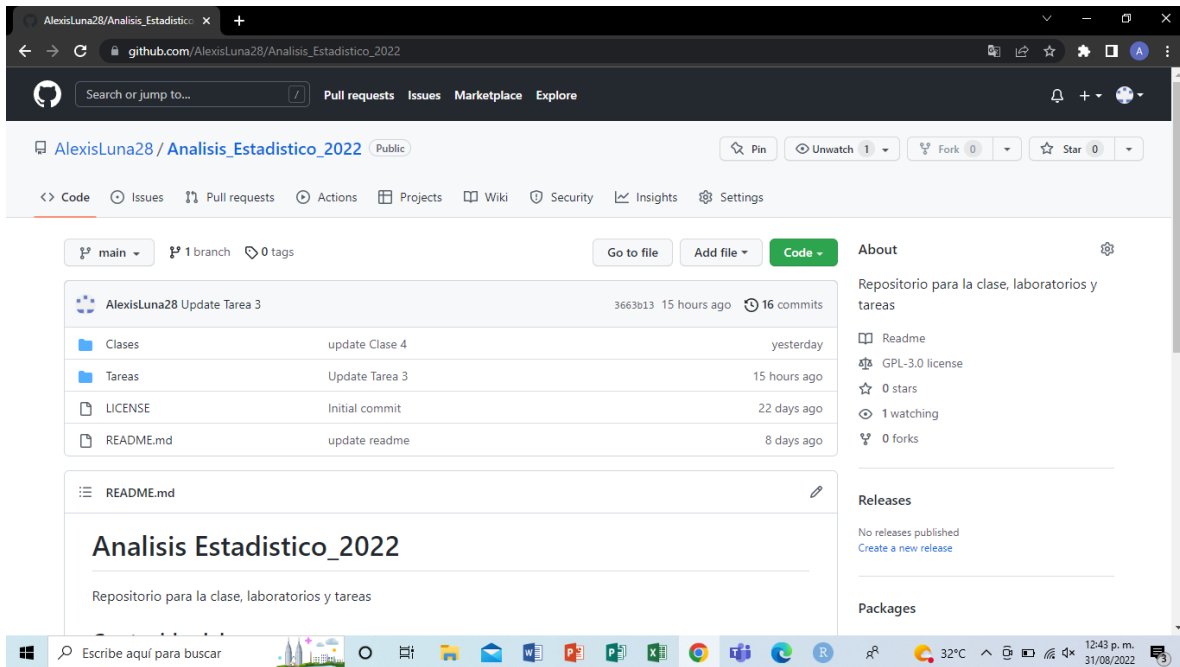 AlexisLuna28/Analisis_Estadistico
github.com/AlexisLuna28/Analisis_Estadistico_2022
A
Search or jump to... /
Pull requests Issues Marketplace Explore
AlexisLuna28 / Analisis_Estadistico_2022 Public
Pin Unwatch 1 Fork 0 Star 0
Code Issues Pull requests Actions Projects Wiki Security Insights Settings
main 1 branch 0 tags
Go to file Add file Code
AlexisLuna28 Update Tarea 3 3663b13 15 hours ago 16 commits
Clases update Clase 4 yesterday
Tareas Update Tarea 3 15 hours ago
LICENSE Initial commit 22 days ago
README.md update readme 8 days ago
README.md
Analisis Estadistico_2022
Repositorio para la clase, laboratorios y tareas
About
Repositorio para la clase, laboratorios y
tareas
Readme
GPL-3.0 license
0 stars
1 watching
0 forks
Releases
No releases published
Create a new release
Packages
Escribe aquí para buscar
32°C
12:43 p. m.
31/08/2022
3